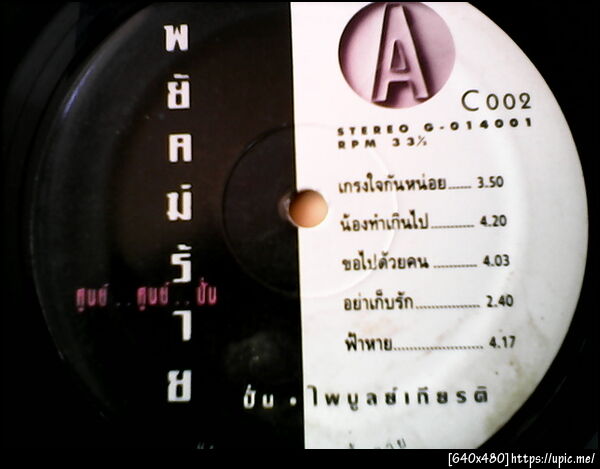 พยัคฆ์ร้าย
ศูนย์..ศูนย์..ปั่น
A
C002
STEREO G-014001
RPM 33⅓
เกรงใจกันหน่อย...... 3.50
น้องทำเกินไป........... 4.20
ขอไปด้วยคน ............ 4.03
อย่าเก็บรัก................ 2.40
ฟ้าหาย..................... 4.17
ปั่น • ไพบูลย์เกียรติ
[640x480]https://upic.me/